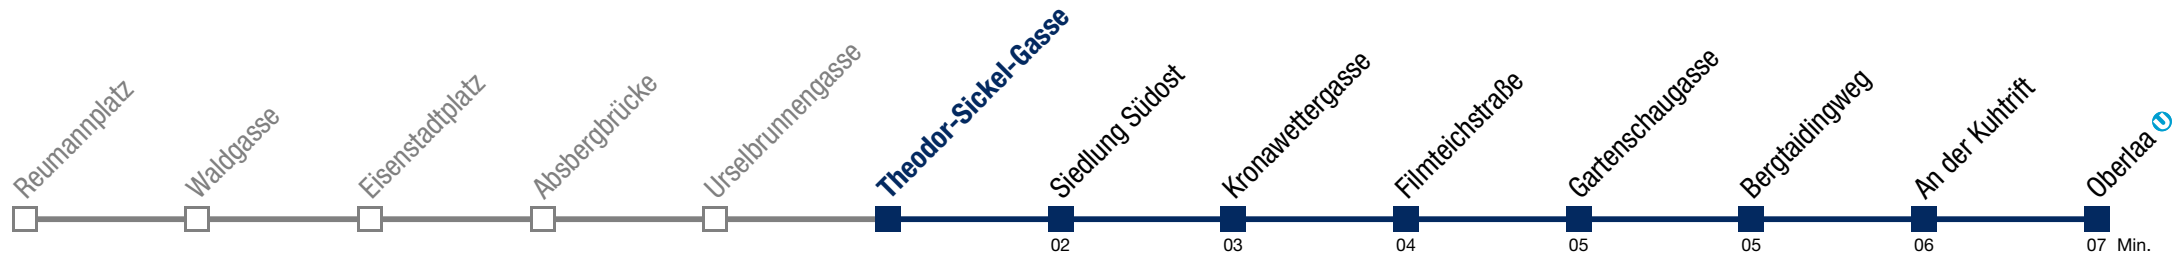 Reumannplatz
Waldgasse
Eisenstadtplatz
Absbergbrücke
Urselbrunnengasse
Theodor-Sickel-Gasse
Siedlung Südost
Kronawettergasse
Filmteichstraße
Gartenschaugasse
Bergtaidingweg
An der Kuhtrift
Oberlaa U
02 03 04 05 05 06 07 Min.